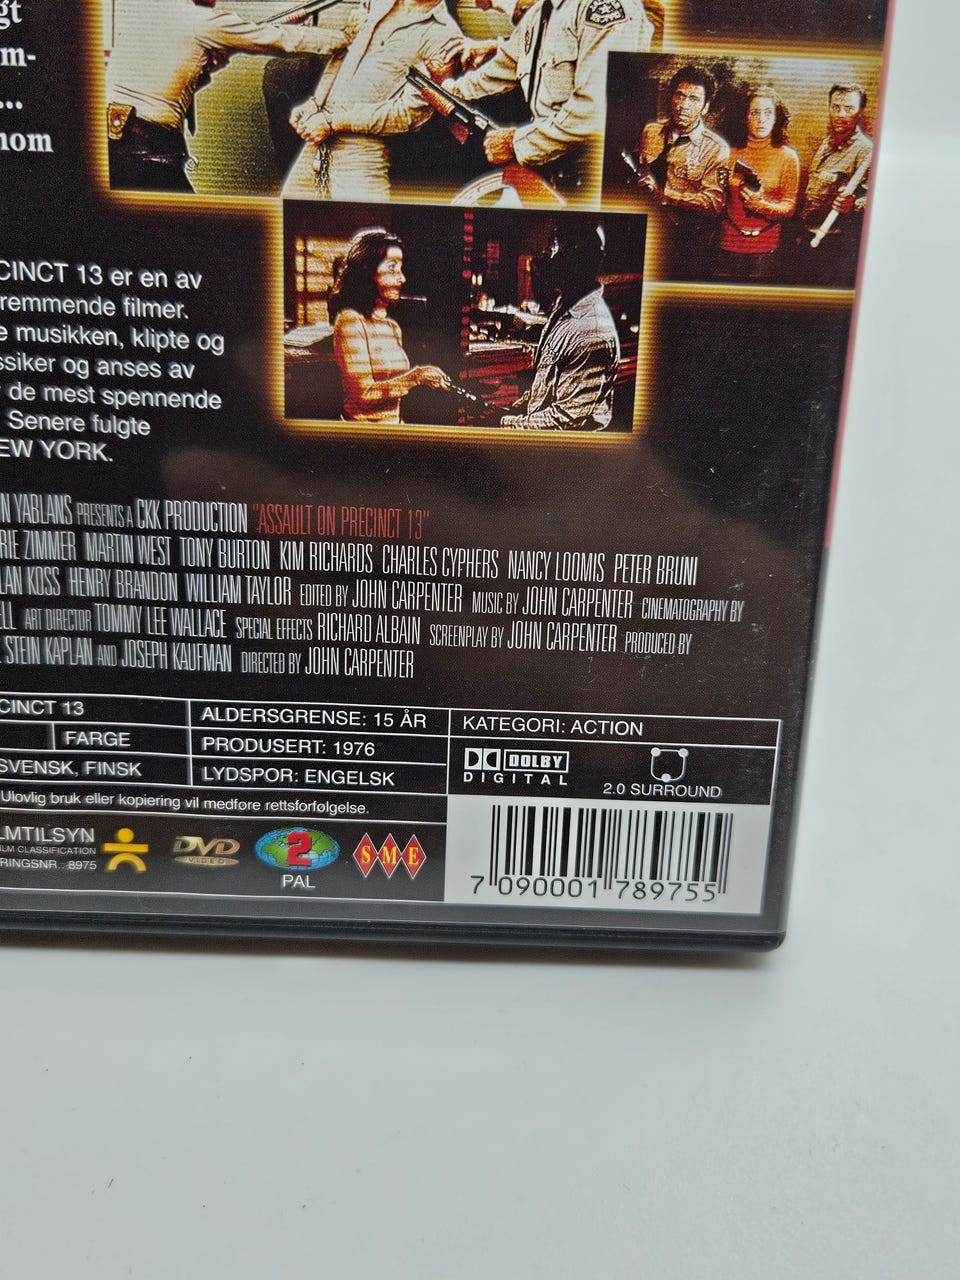 gt
m-
...
nom
CINCT 13 er en av
remmende filmer.
e musikken, klipte og
ssiker og anses av
de mest spennende
Senere fulgte
EW YORK.
N YABLANS PRESENTS A CKK PRODUCTION "ASSAULT ON PRECINCT 13"
RIE ZIMMER MARTIN WEST TONY BURTON KIM RICHARDS CHARLES CYPHERS NANCY LOOMIS PETER BRUNI
LAN KOSS HENRY BRANDON WILLIAM TAYLOR EDITED BY JOHN CARPENTER MUSIC BY JOHN CARPENTER CINEMATOGRAPHY BY
ELL ART DIRECTOR TOMMY LEE WALLACE SPECIAL EFFECTS RICHARD ALBAIN SCREENPLAY BY JOHN CARPENTER PRODUCED BY
STEIN KAPLAN AND JOSEPH KAUFMAN DIRECTED BY JOHN CARPENTER
CINCT 13
FARGE
SVENSK, FINSK
ALDERSGRENSE: 15 ÅR
PRODUSERT: 1976
LYDSPOR: ENGELSK
KATEGORI: ACTION
DOLBY
DIGITAL
2.0 SURROUND
Ulovlig bruk eller kopiering vil medføre rettsforfølgelse.
LMTILSYN
ILM CLASSIFICATION
RINGSNR.: 8975
DVD
VIDEO
2
PAL
SME
7 090001 789755